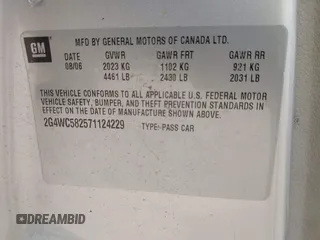 GM
MFD BY GENERAL MOTORS OF CANADA LTD.
DATE GVWR GAWR FRT GAWR RR
08/06 2023 KG 1102 KG 921 KG
4461 LB 2430 LB 2031 LB
THIS VEHICLE CONFORMS TO ALL APPLICABLE U.S. FEDERAL MOTOR
VEHICLE SAFETY, BUMPER, AND THEFT PREVENTION STANDARDS IN
EFFECT ON THE DATE OF MANUFACTURE SHOWN ABOVE.
2G4WC582571124229 TYPE: PASS CAR
DREAMBID